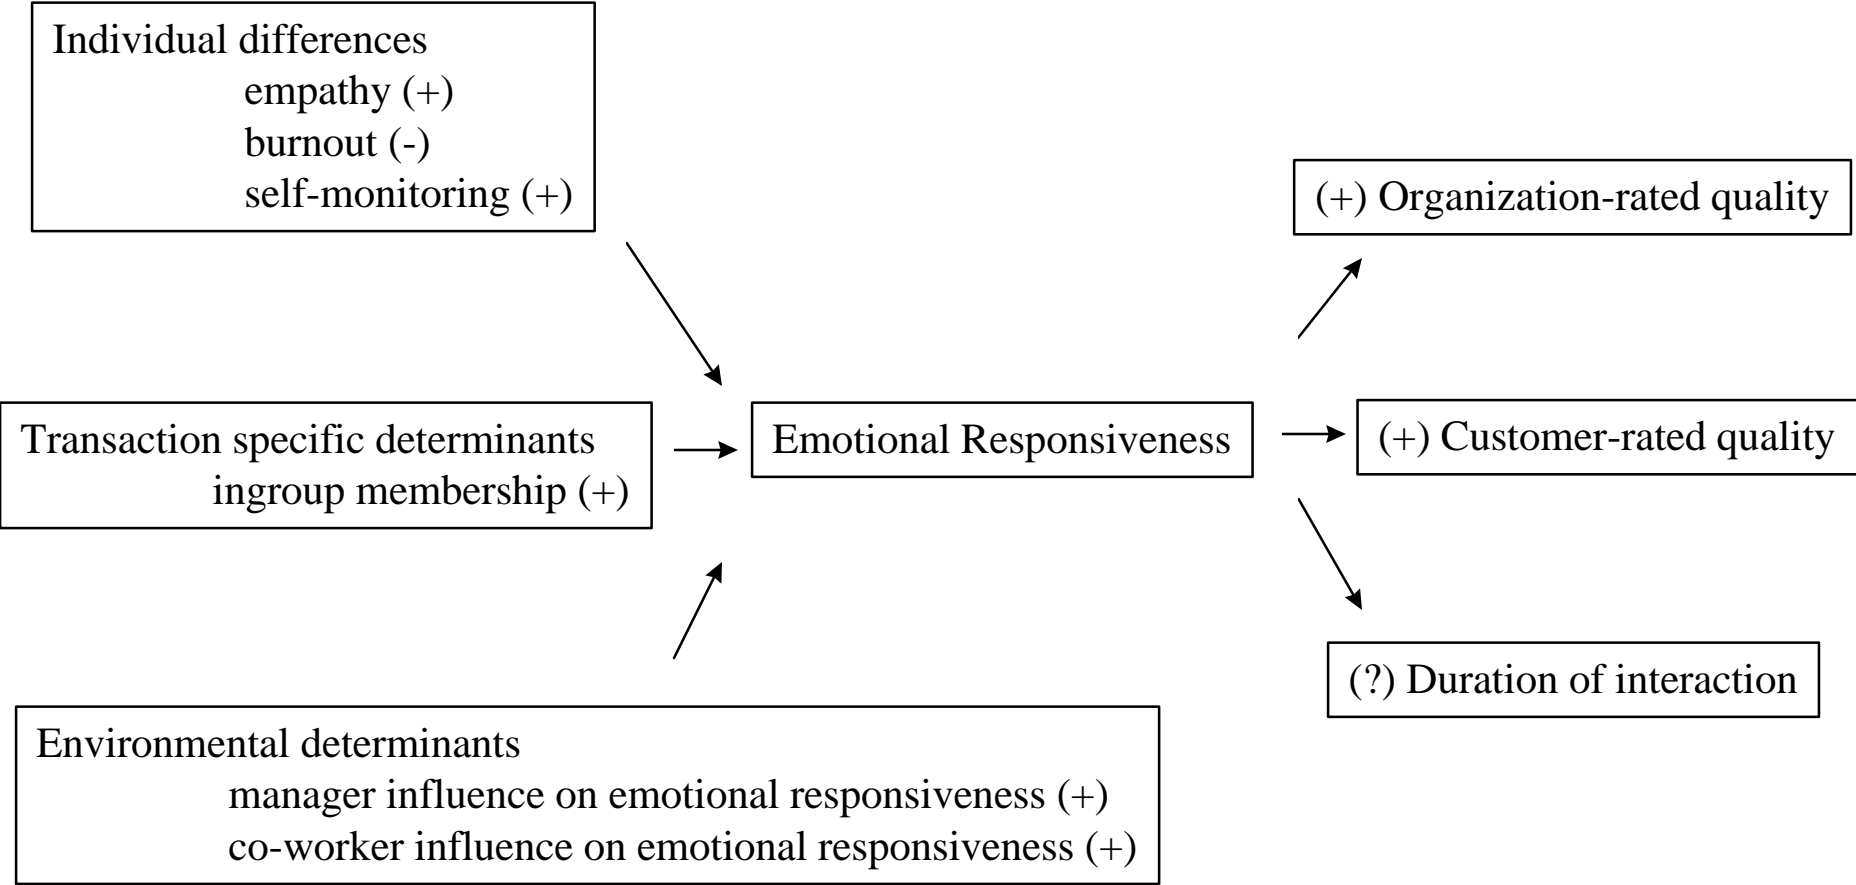 Individual differences
empathy (+)
burnout (-)
self-monitoring (+)
Transaction specific determinants
ingroup membership (+)
Environmental determinants
manager influence on emotional responsiveness (+)
co-worker influence on emotional responsiveness (+)
Emotional Responsiveness
(+) Organization-rated quality
(+) Customer-rated quality
(?) Duration of interaction